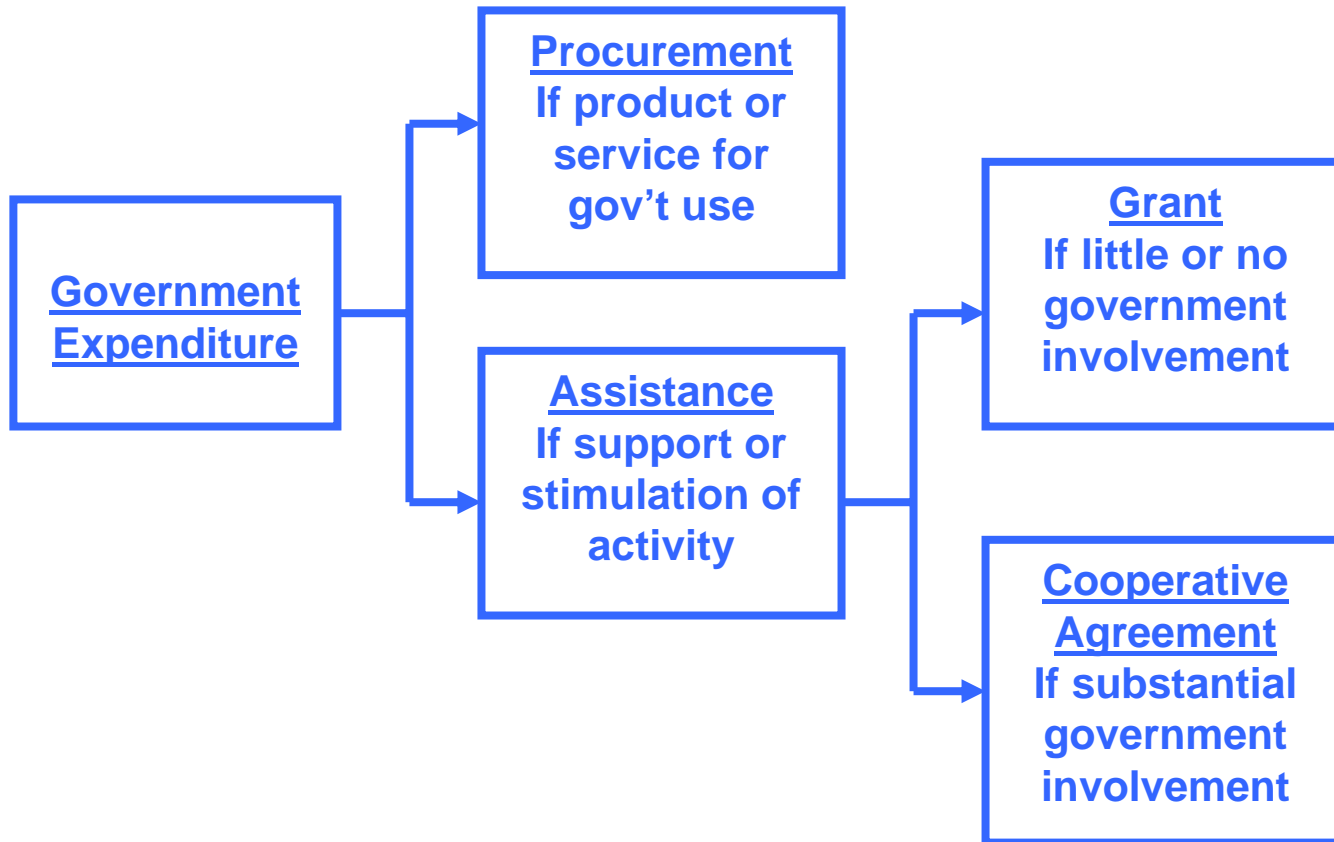 Government
Expenditure
Procurement
If product or
service for
gov’t use
Assistance
If support or
stimulation of
activity
Grant
If little or no
government
involvement
Cooperative
Agreement
If substantial
government
involvement